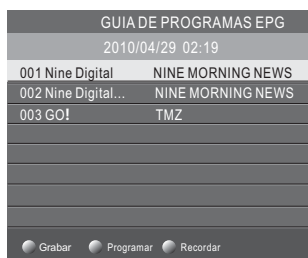 GUIA DE PROGRAMAS EPG
2010/04/29 02:19
001 Nine Digital NINE MORNING NEWS
002 Nine Digital... NINE MORNING NEWS
003 GO! TMZ
Grabar Programar Recordar